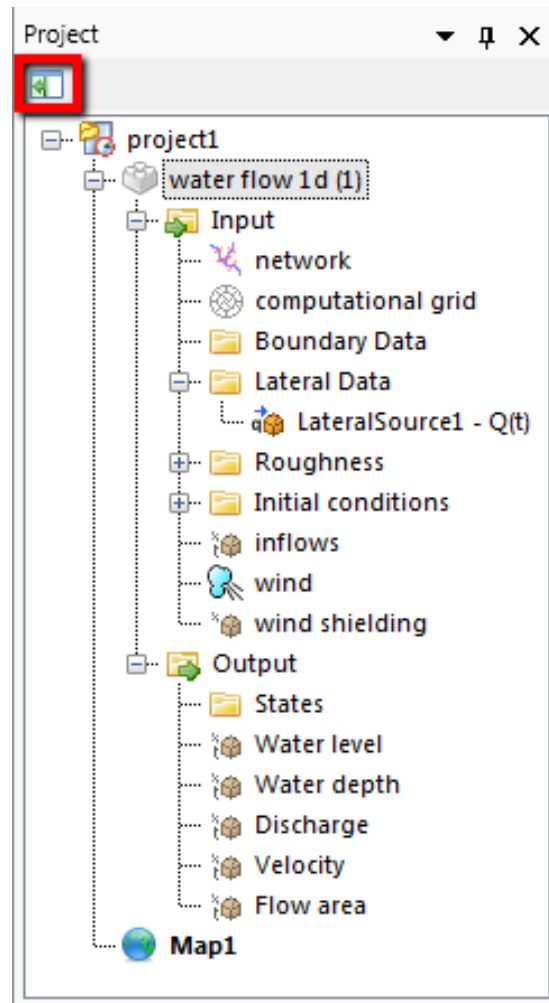 Project
project1
water flow 1d (1)
Input
network
computational grid
Boundary Data
Lateral Data
LateralSource1 - Q(t)
Roughness
Initial conditions
inflows
wind
wind shielding
Output
States
Water level
Water depth
Discharge
Velocity
Flow area
Map1